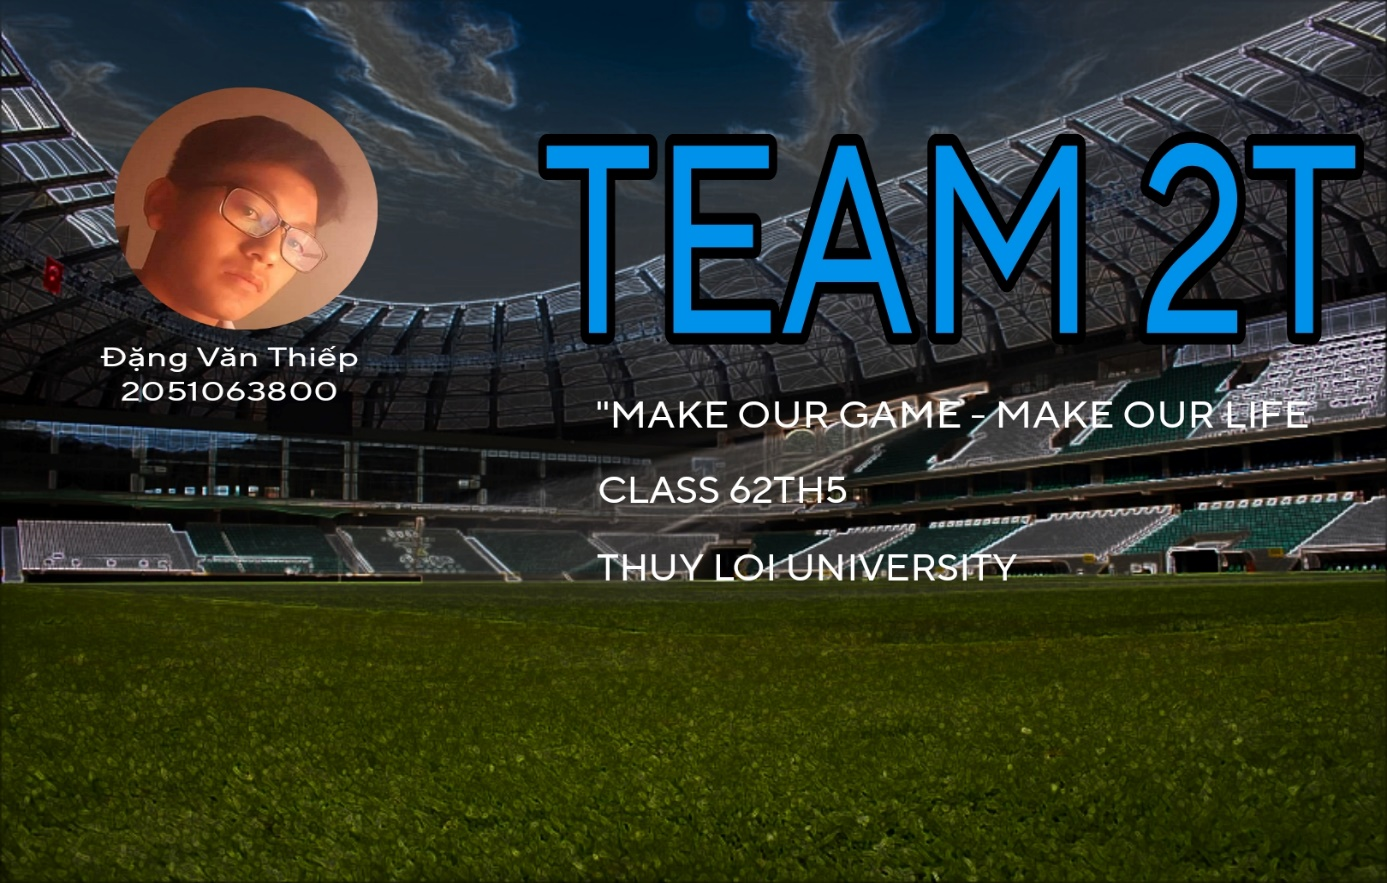 TEAM 2T
Đặng Văn Thiếp
2051063800
"MAKE OUR GAME - MAKE OUR LIFE
CLASS 62TH5
THUY LOI UNIVERSITY